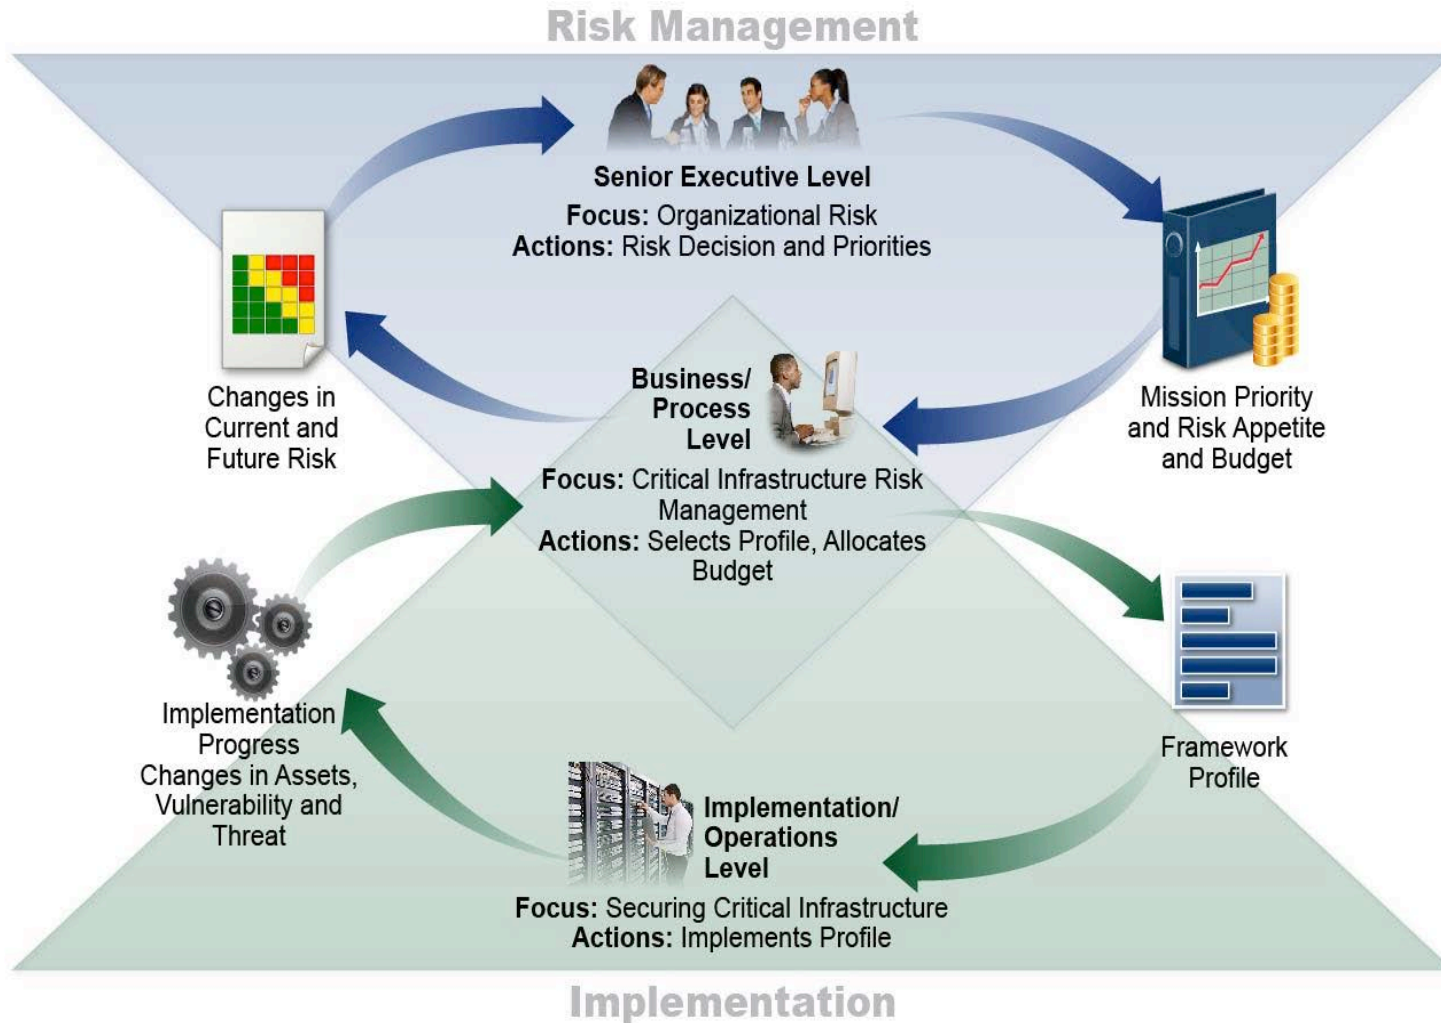 Risk Management
Senior Executive Level
Focus: Organizational Risk
Actions: Risk Decision and Priorities
Changes in
Current and
Future Risk
Mission Priority
and Risk Appetite
and Budget
Business/
Process
Level
Focus: Critical Infrastructure Risk
Management
Actions: Selects Profile, Allocates
Budget
Implementation
Progress
Changes in Assets,
Vulnerability and
Threat
Framework
Profile
Implementation/
Operations
Level
Focus: Securing Critical Infrastructure
Actions: Implements Profile
Implementation